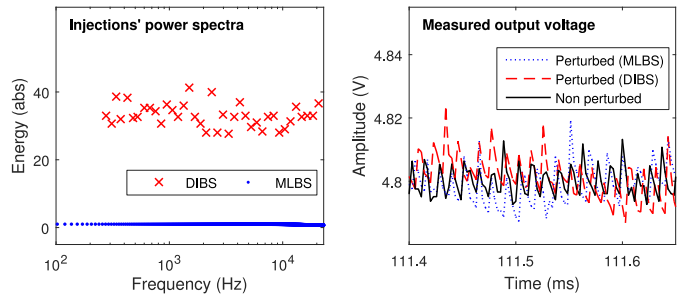 Injections' power spectra
Energy (abs)
60
40
20
0
DIBS
MLBS
10^2
10^3
10^4
Frequency (Hz)
Measured output voltage
Amplitude (V)
4.84
4.82
4.8
Perturbed (MLBS)
Perturbed (DIBS)
Non perturbed
111.4
111.5
111.6
Time (ms)